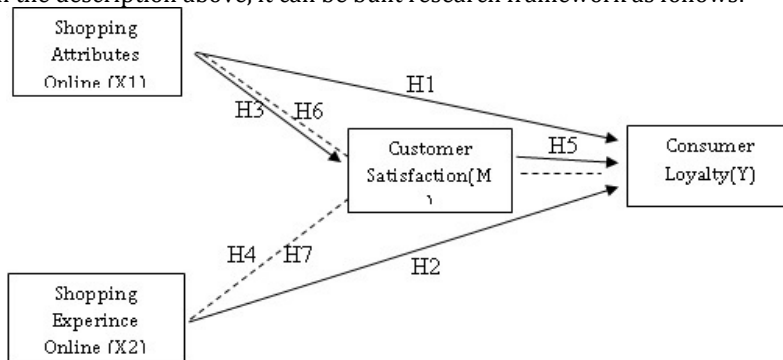 the description above, it can be built research framework as follows:
Shopping
Attributes
Online (X1)
H1
H3
H6
Customer
Satisfaction(M
)
H5
Consumer
Loyalty(Y)
H4
H7
H2
Shopping
Experince
Online (X2)